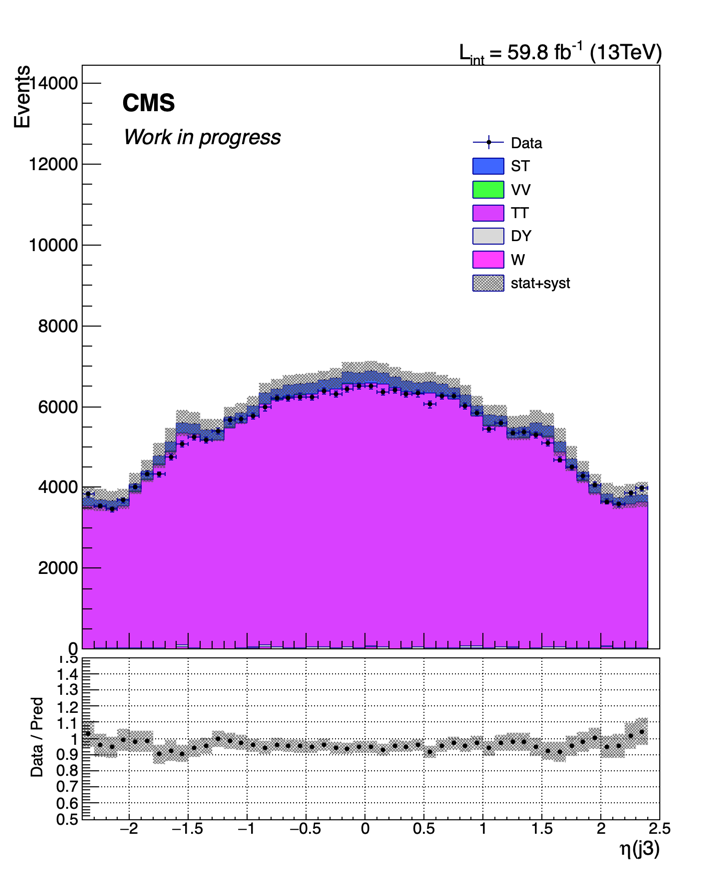 L_int = 59.8 fb⁻¹ (13TeV)
Events
14000
12000
10000
8000
6000
4000
2000
0
CMS
Work in progress
Data
ST
VV
TT
DY
W
stat+syst
Data / Pred
1.5
1.4
1.3
1.2
1.1
1
0.9
0.8
0.7
0.6
0.5
−2 −1.5 −1 −0.5 0 0.5 1 1.5 2 2.5
η(j3)